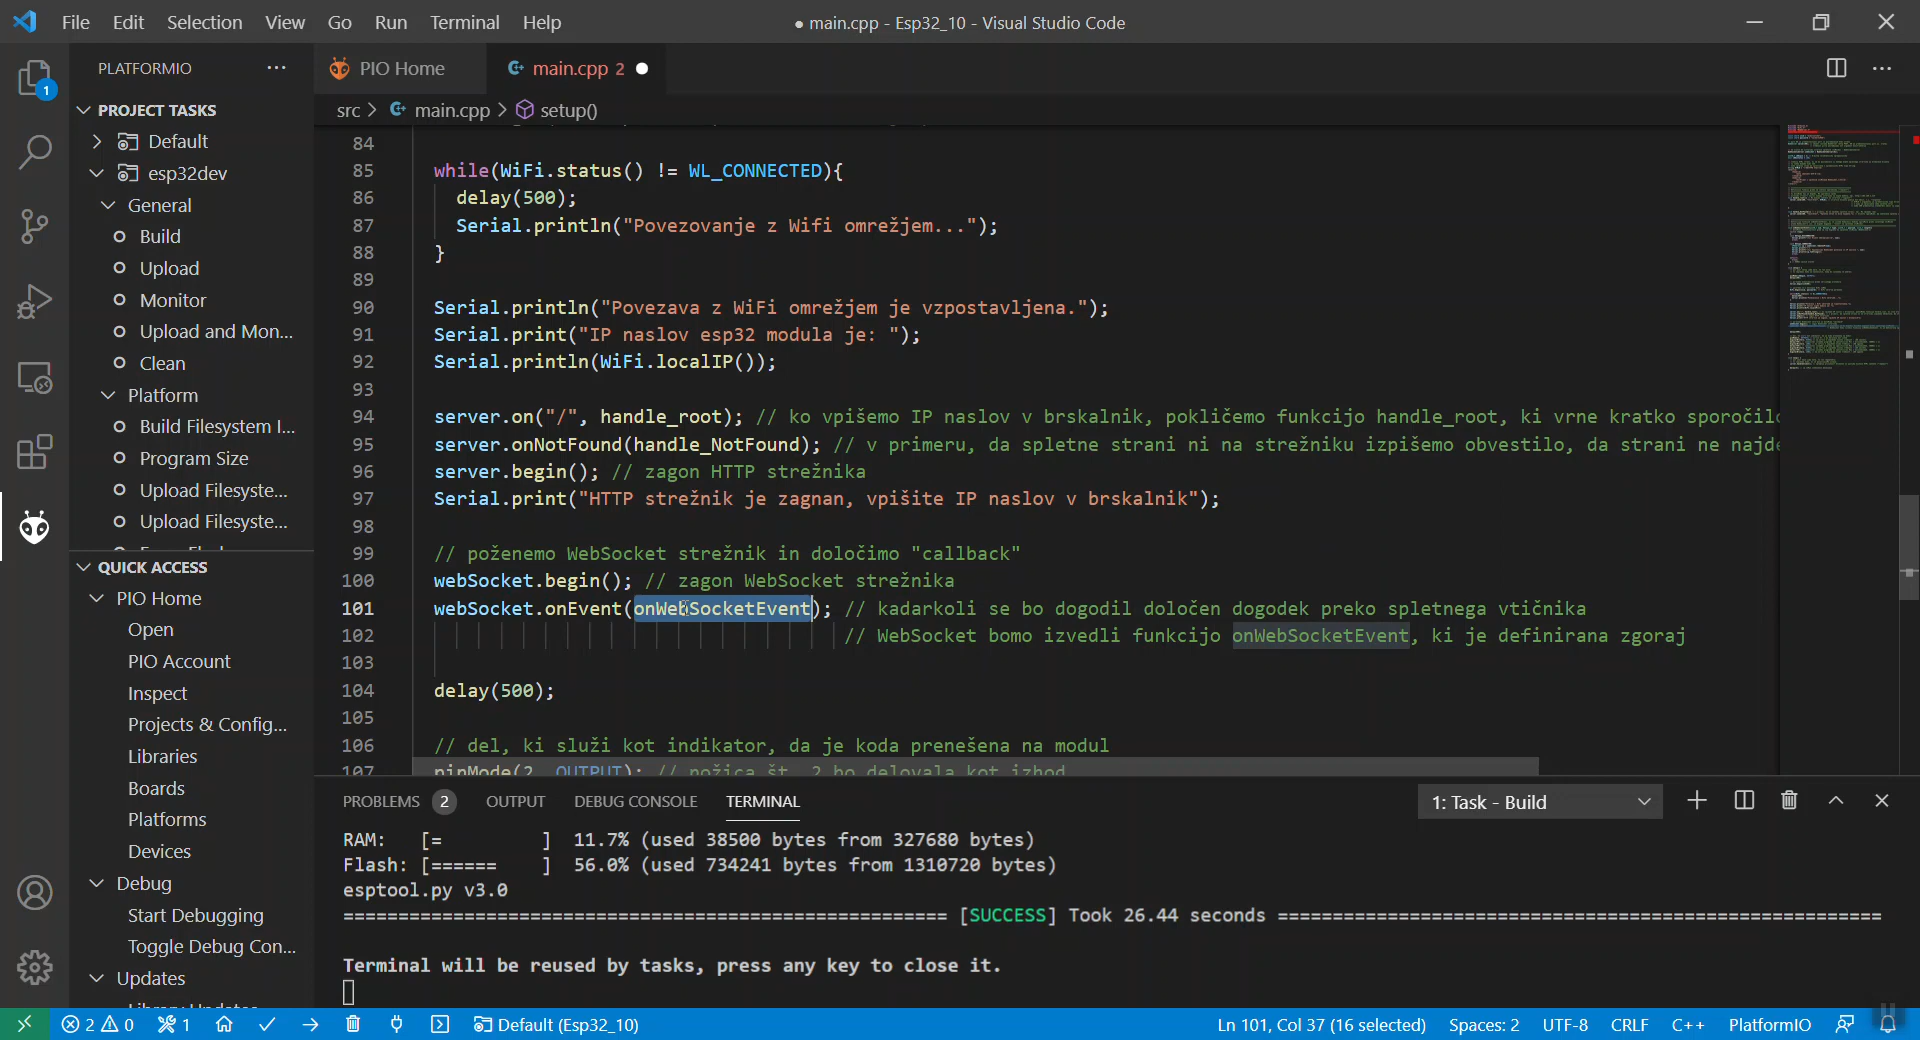 File Edit Selection View Go Run Terminal Help
● main.cpp - Esp32_10 - Visual Studio Code
PLATFORMIO
PIO Home
main.cpp 2
1
PROJECT TASKS
Default
esp32dev
General
Build
Upload
Monitor
Upload and Mon...
Clean
Platform
Build Filesystem I...
Program Size
Upload Filesyste...
Upload Filesyste...
QUICK ACCESS
PIO Home
Open
PIO Account
Inspect
Projects & Config...
Libraries
Boards
Platforms
Devices
Debug
Start Debugging
Toggle Debug Con...
Updates
src > main.cpp > setup()
84
85 while(WiFi.status() != WL_CONNECTED){
86 delay(500);
87 Serial.println("Povezovanje z Wifi omrežjem...");
88 }
89
90 Serial.println("Povezava z WiFi omrežjem je vzpostavljena.");
91 Serial.print("IP naslov esp32 modula je: ");
92 Serial.println(WiFi.localIP());
93
94 server.on("/", handle_root); // ko vpišemo IP naslov v brskalnik, pokličemo funkcijo handle_root, ki vrne kratko sporočilo
95 server.onNotFound(handle_NotFound); // v primeru, da spletne strani ni na strežniku izpišemo obvestilo, da strani ne najde
96 server.begin(); // zagon HTTP strežnika
97 Serial.print("HTTP strežnik je zagnan, vpišite IP naslov v brskalnik");
98
99 // poženemo WebSocket strežnik in določimo "callback"
100 webSocket.begin(); // zagon WebSocket strežnika
101 webSocket.onEvent(onWebSocketEvent); // kadarkoli se bo dogodil določen dogodek preko spletnega vtičnika
102 // WebSocket bomo izvedli funkcijo onWebSocketEvent, ki je definirana zgoraj
103
104 delay(500);
105
106 // del, ki služi kot indikator, da je koda prenešena na modul
107 pinMode(2, OUTPUT); // nožica št. 2 bo delovala kot izhod
PROBLEMS 2 OUTPUT DEBUG CONSOLE TERMINAL
1: Task - Build
RAM: [= ] 11.7% (used 38500 bytes from 327680 bytes)
Flash: [====== ] 56.0% (used 734241 bytes from 1310720 bytes)
esptool.py v3.0
======================================================= [SUCCESS] Took 26.44 seconds =======================================================
Terminal will be reused by tasks, press any key to close it.
2 0 1 Default (Esp32_10)
Ln 101, Col 37 (16 selected) Spaces: 2 UTF-8 CRLF C++ PlatformIO